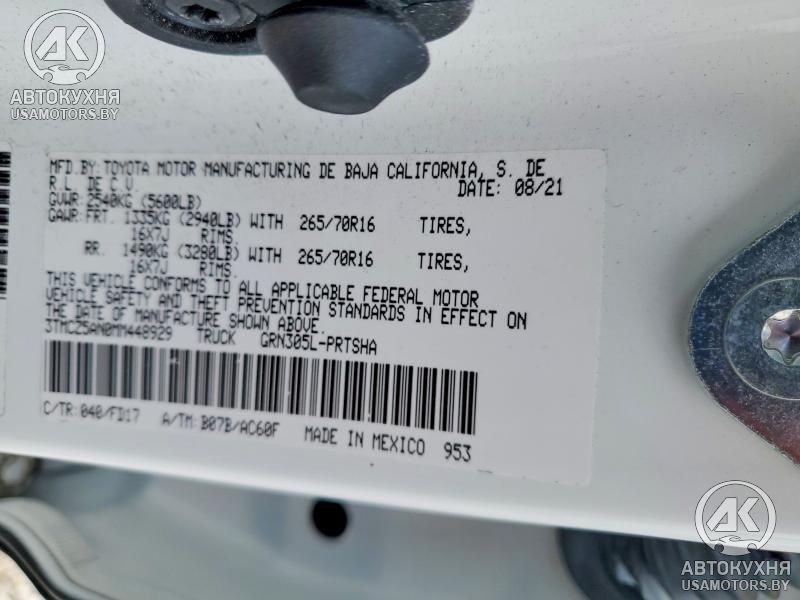 АК
АВТОКУХНЯ
USAMOTORS.BY
MFD.BY:TOYOTA MOTOR MANUFACTURING DE BAJA CALIFORNIA, S. DE
R.L. DE C.V. DATE: 08/21
GVWR:2540KG (5600LB)
GAWR:FRT. 1335KG (2940LB) WITH 265/70R16 TIRES,
16X7J RIMS.
RR. 1490KG (3280LB) WITH 265/70R16 TIRES,
16X7J RIMS.
THIS VEHICLE CONFORMS TO ALL APPLICABLE FEDERAL MOTOR
VEHICLE SAFETY AND THEFT PREVENTION STANDARDS IN EFFECT ON
THE DATE OF MANUFACTURE SHOWN ABOVE.
3TMCZ5AN0MM440929 TRUCK GRN305L-PRTSHA
C/TR:040/FD17 A/TM:B07B/AC60F MADE IN MEXICO 953
АК
АВТОКУХНЯ
USAMOTORS.BY